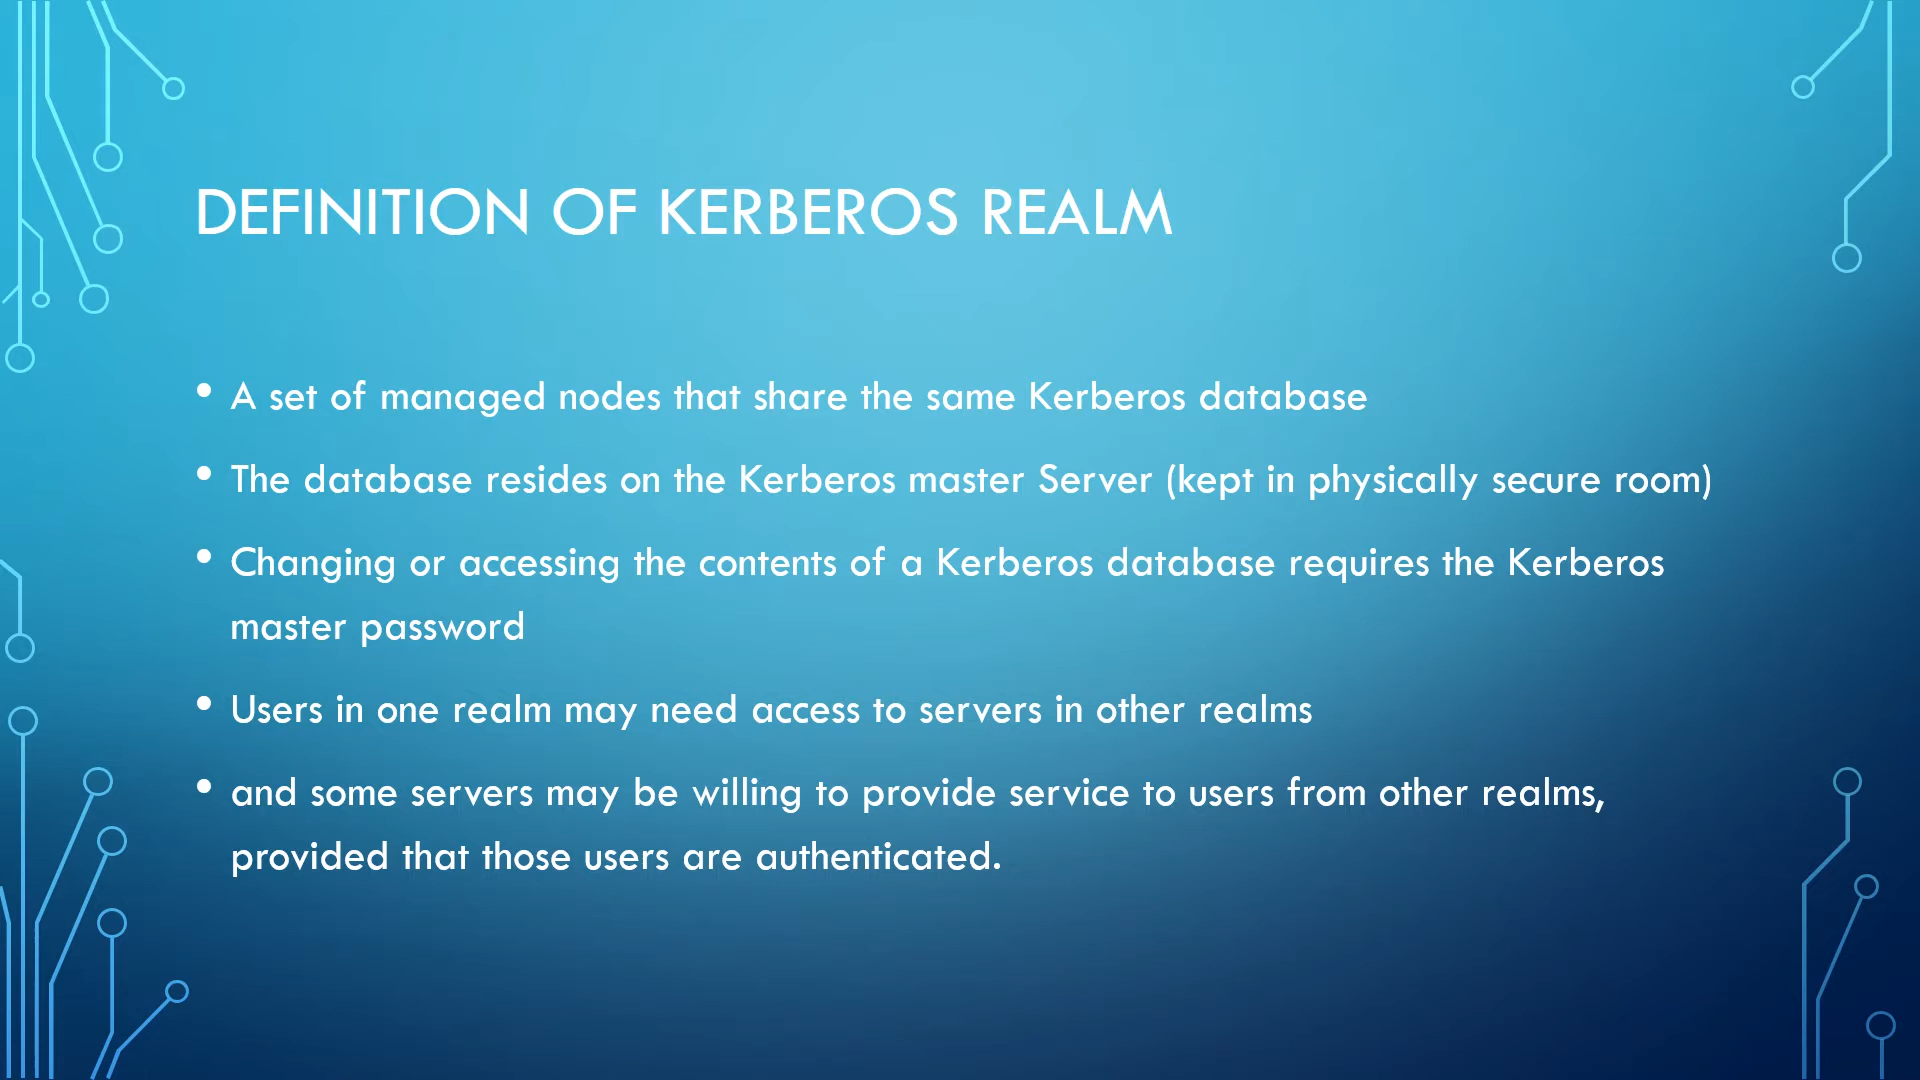 DEFINITION OF KERBEROS REALM
• A set of managed nodes that share the same Kerberos database
• The database resides on the Kerberos master Server (kept in physically secure room)
• Changing or accessing the contents of a Kerberos database requires the Kerberos
master password
• Users in one realm may need access to servers in other realms
• and some servers may be willing to provide service to users from other realms,
provided that those users are authenticated.